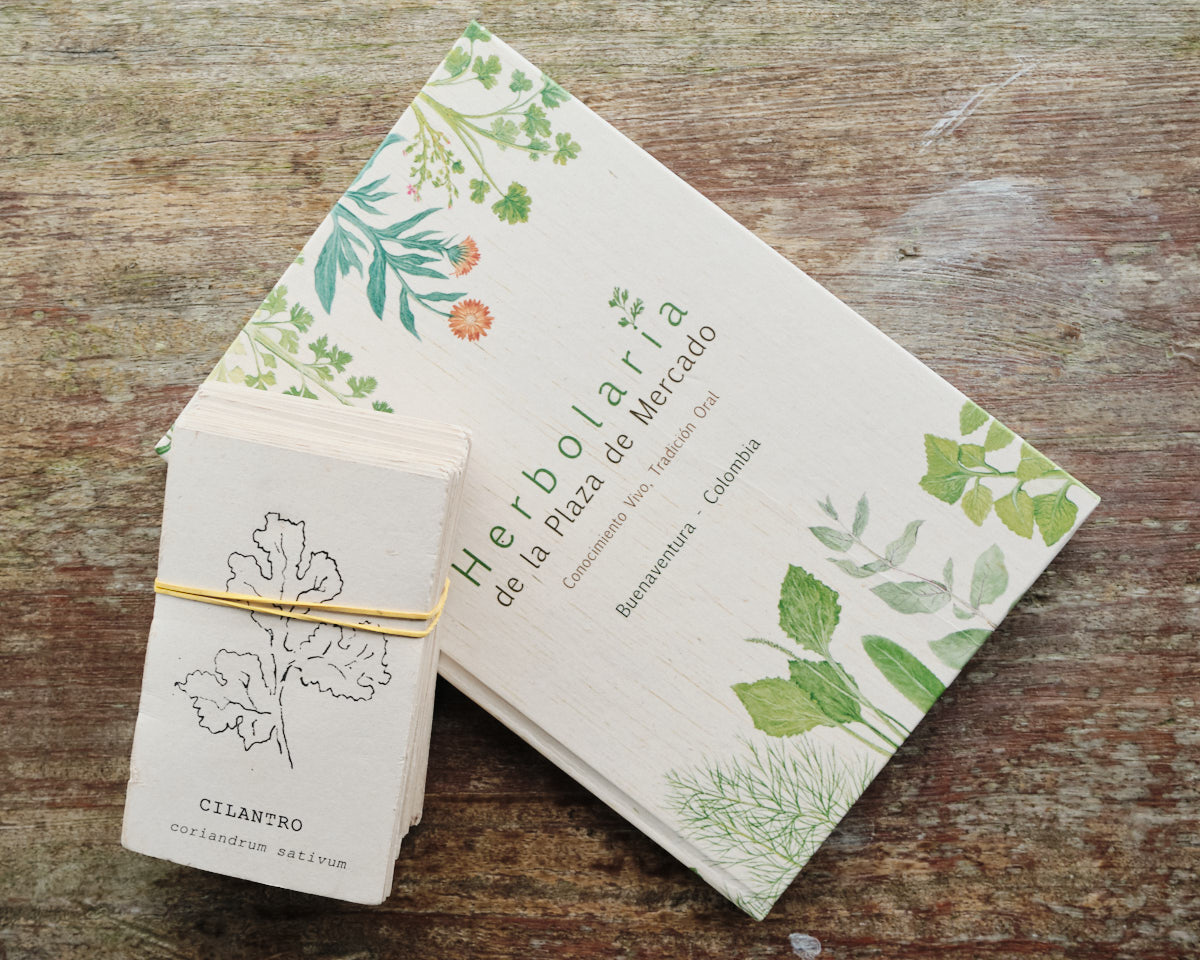 Herbolaria
de la Plaza de Mercado
Conocimiento Vivo, Tradición Oral
Buenaventura - Colombia
CILANTRO
coriandrum sativum